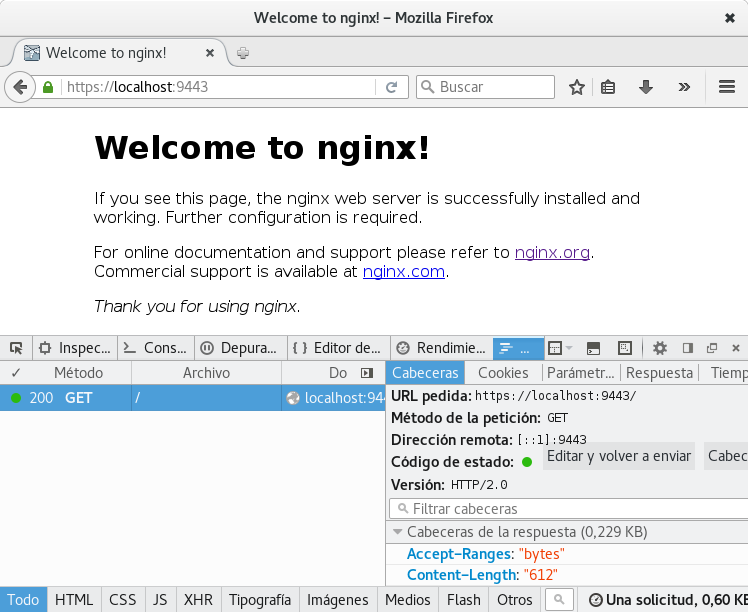 Welcome to nginx! – Mozilla Firefox
Welcome to nginx!
https://localhost:9443
Buscar
Welcome to nginx!
If you see this page, the nginx web server is successfully installed and
working. Further configuration is required.
For online documentation and support please refer to nginx.org.
Commercial support is available at nginx.com.
Thank you for using nginx.
Inspec... Cons... Depura... Editor de... Rendimie... ...
Método Archivo Do
200 GET / localhost:944
Cabeceras Cookies Parámetr... Respuesta Tiemp
URL pedida: https://localhost:9443/
Método de la petición: GET
Dirección remota: [::1]:9443
Código de estado: Editar y volver a enviar Cabec
Versión: HTTP/2.0
Filtrar cabeceras
Cabeceras de la respuesta (0,229 KB)
Accept-Ranges: "bytes"
Content-Length: "612"
Todo HTML CSS JS XHR Tipografía Imágenes Medios Flash Otros Una solicitud, 0,60 KB